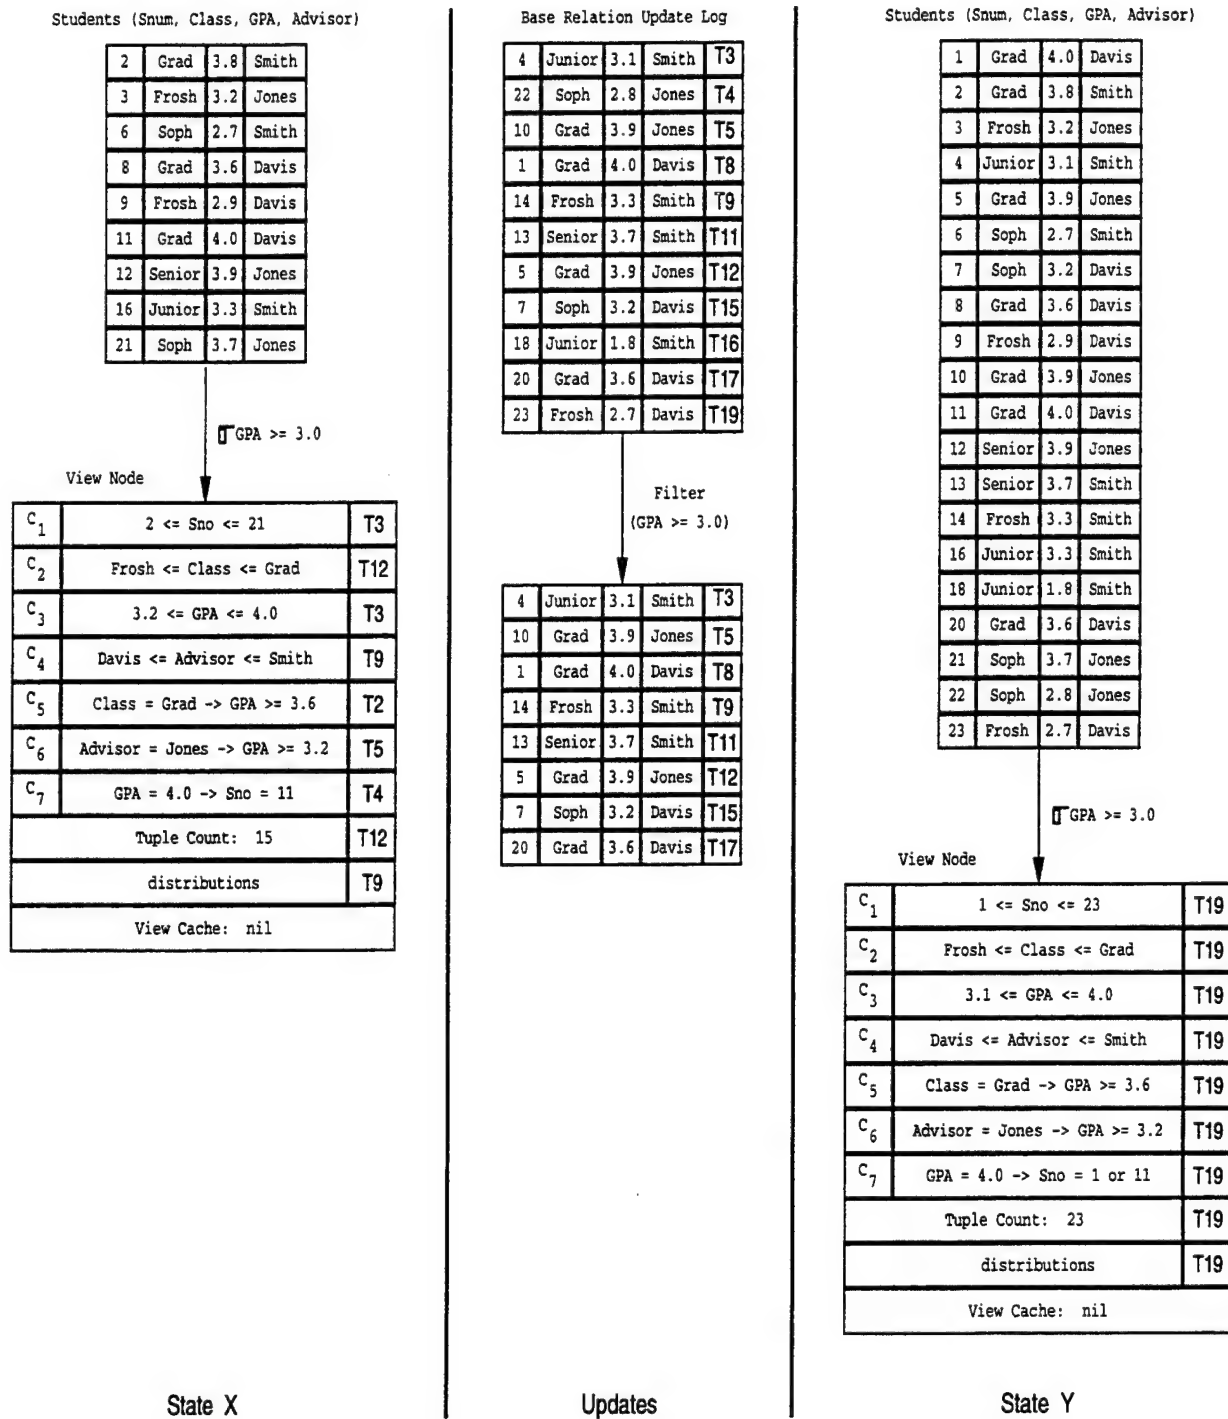 Students (Snum, Class, GPA, Advisor)
2 Grad 3.8 Smith
3 Frosh 3.2 Jones
6 Soph 2.7 Smith
8 Grad 3.6 Davis
9 Frosh 2.9 Davis
11 Grad 4.0 Davis
12 Senior 3.9 Jones
16 Junior 3.3 Smith
21 Soph 3.7 Jones
σ GPA >= 3.0
View Node
C1 2 <= Sno <= 21 T3
C2 Frosh <= Class <= Grad T12
C3 3.2 <= GPA <= 4.0 T3
C4 Davis <= Advisor <= Smith T9
C5 Class = Grad -> GPA >= 3.6 T2
C6 Advisor = Jones -> GPA >= 3.2 T5
C7 GPA = 4.0 -> Sno = 11 T4
Tuple Count: 15 T12
distributions T9
View Cache: nil
State X
Base Relation Update Log
4 Junior 3.1 Smith T3
22 Soph 2.8 Jones T4
10 Grad 3.9 Jones T5
1 Grad 4.0 Davis T8
14 Frosh 3.3 Smith T9
13 Senior 3.7 Smith T11
5 Grad 3.9 Jones T12
7 Soph 3.2 Davis T15
18 Junior 1.8 Smith T16
20 Grad 3.6 Davis T17
23 Frosh 2.7 Davis T19
Filter
(GPA >= 3.0)
4 Junior 3.1 Smith T3
10 Grad 3.9 Jones T5
1 Grad 4.0 Davis T8
14 Frosh 3.3 Smith T9
13 Senior 3.7 Smith T11
5 Grad 3.9 Jones T12
7 Soph 3.2 Davis T15
20 Grad 3.6 Davis T17
Updates
Students (Snum, Class, GPA, Advisor)
1 Grad 4.0 Davis
2 Grad 3.8 Smith
3 Frosh 3.2 Jones
4 Junior 3.1 Smith
5 Grad 3.9 Jones
6 Soph 2.7 Smith
7 Soph 3.2 Davis
8 Grad 3.6 Davis
9 Frosh 2.9 Davis
10 Grad 3.9 Jones
11 Grad 4.0 Davis
12 Senior 3.9 Jones
13 Senior 3.7 Smith
14 Frosh 3.3 Smith
16 Junior 3.3 Smith
18 Junior 1.8 Smith
20 Grad 3.6 Davis
21 Soph 3.7 Jones
22 Soph 2.8 Jones
23 Frosh 2.7 Davis
σ GPA >= 3.0
View Node
C1 1 <= Sno <= 23 T19
C2 Frosh <= Class <= Grad T19
C3 3.1 <= GPA <= 4.0 T19
C4 Davis <= Advisor <= Smith T19
C5 Class = Grad -> GPA >= 3.6 T19
C6 Advisor = Jones -> GPA >= 3.2 T19
C7 GPA = 4.0 -> Sno = 1 or 11 T19
Tuple Count: 23 T19
distributions T19
View Cache: nil
State Y